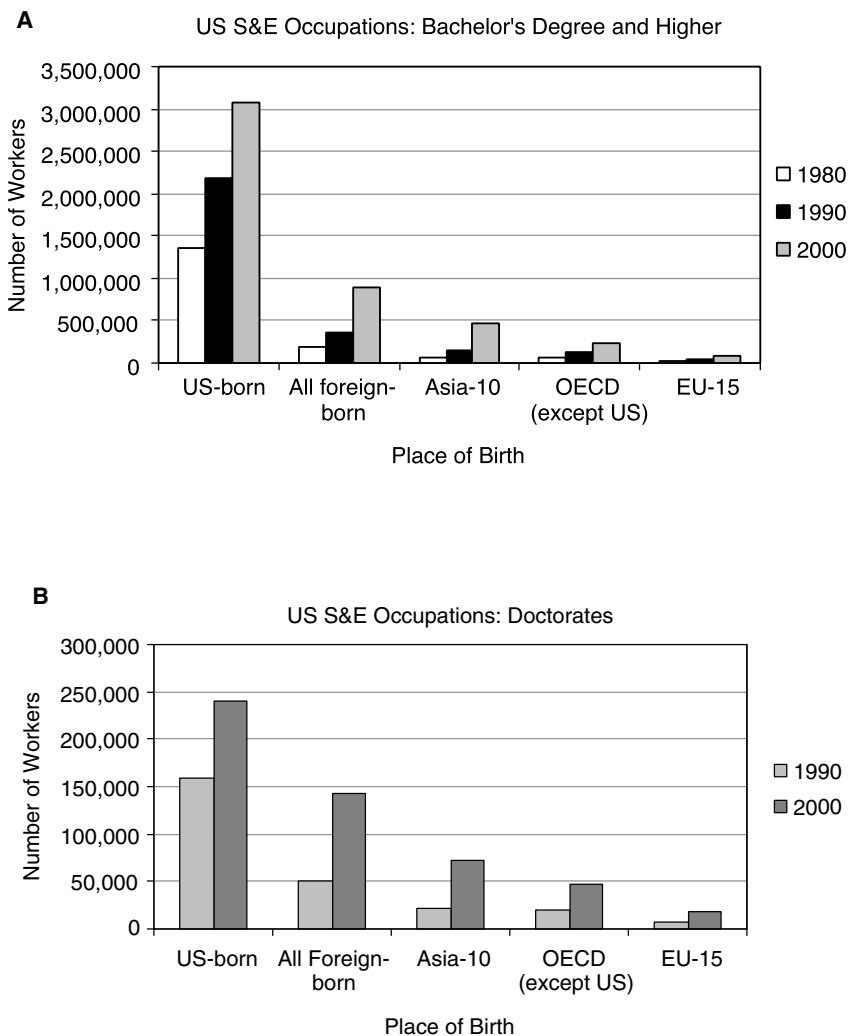 A
US S&E Occupations: Bachelor's Degree and Higher
3,500,000
3,000,000
2,500,000
2,000,000
1,500,000
1,000,000
500,000
0
Number of Workers
1980
1990
2000
US-born
All foreign-
born
Asia-10
OECD
(except US)
EU-15
Place of Birth
B
US S&E Occupations: Doctorates
300,000
250,000
200,000
150,000
100,000
50,000
0
Number of Workers
1990
2000
US-born
All Foreign-
born
Asia-10
OECD
(except US)
EU-15
Place of Birth